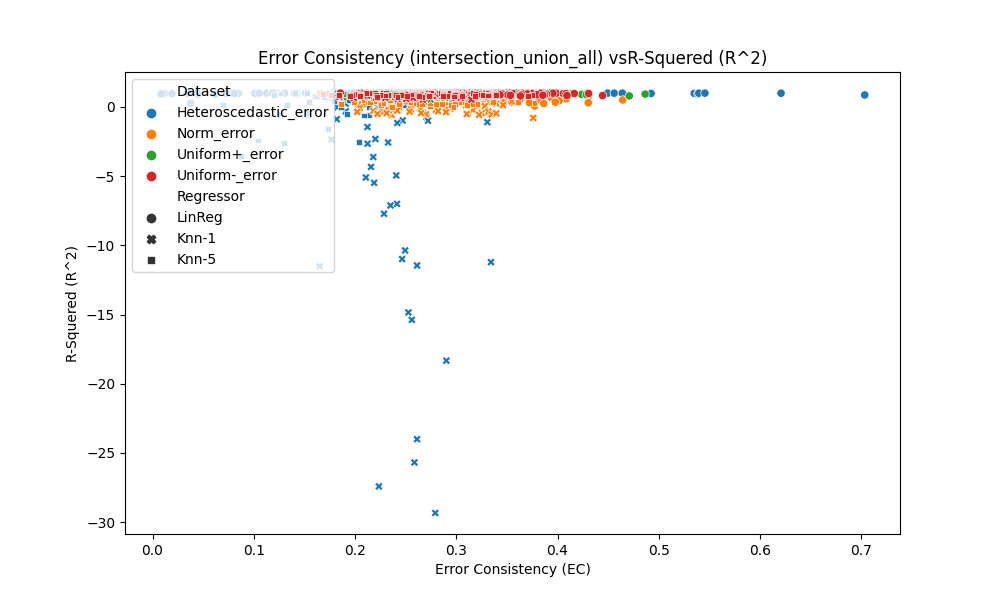 Error Consistency (intersection_union_all) vsR-Squered (R^2)
R-Squered (R^2)
0
−5
−10
−15
−20
−25
−30
Dataset
Heteroscedastic_error
Norm_error
Uniform+_error
Uniform-_error
Regressor
LinReg
Knn-1
Knn-5
0.0 0.1 0.2 0.3 0.4 0.5 0.6 0.7
Error Consistency (EC)